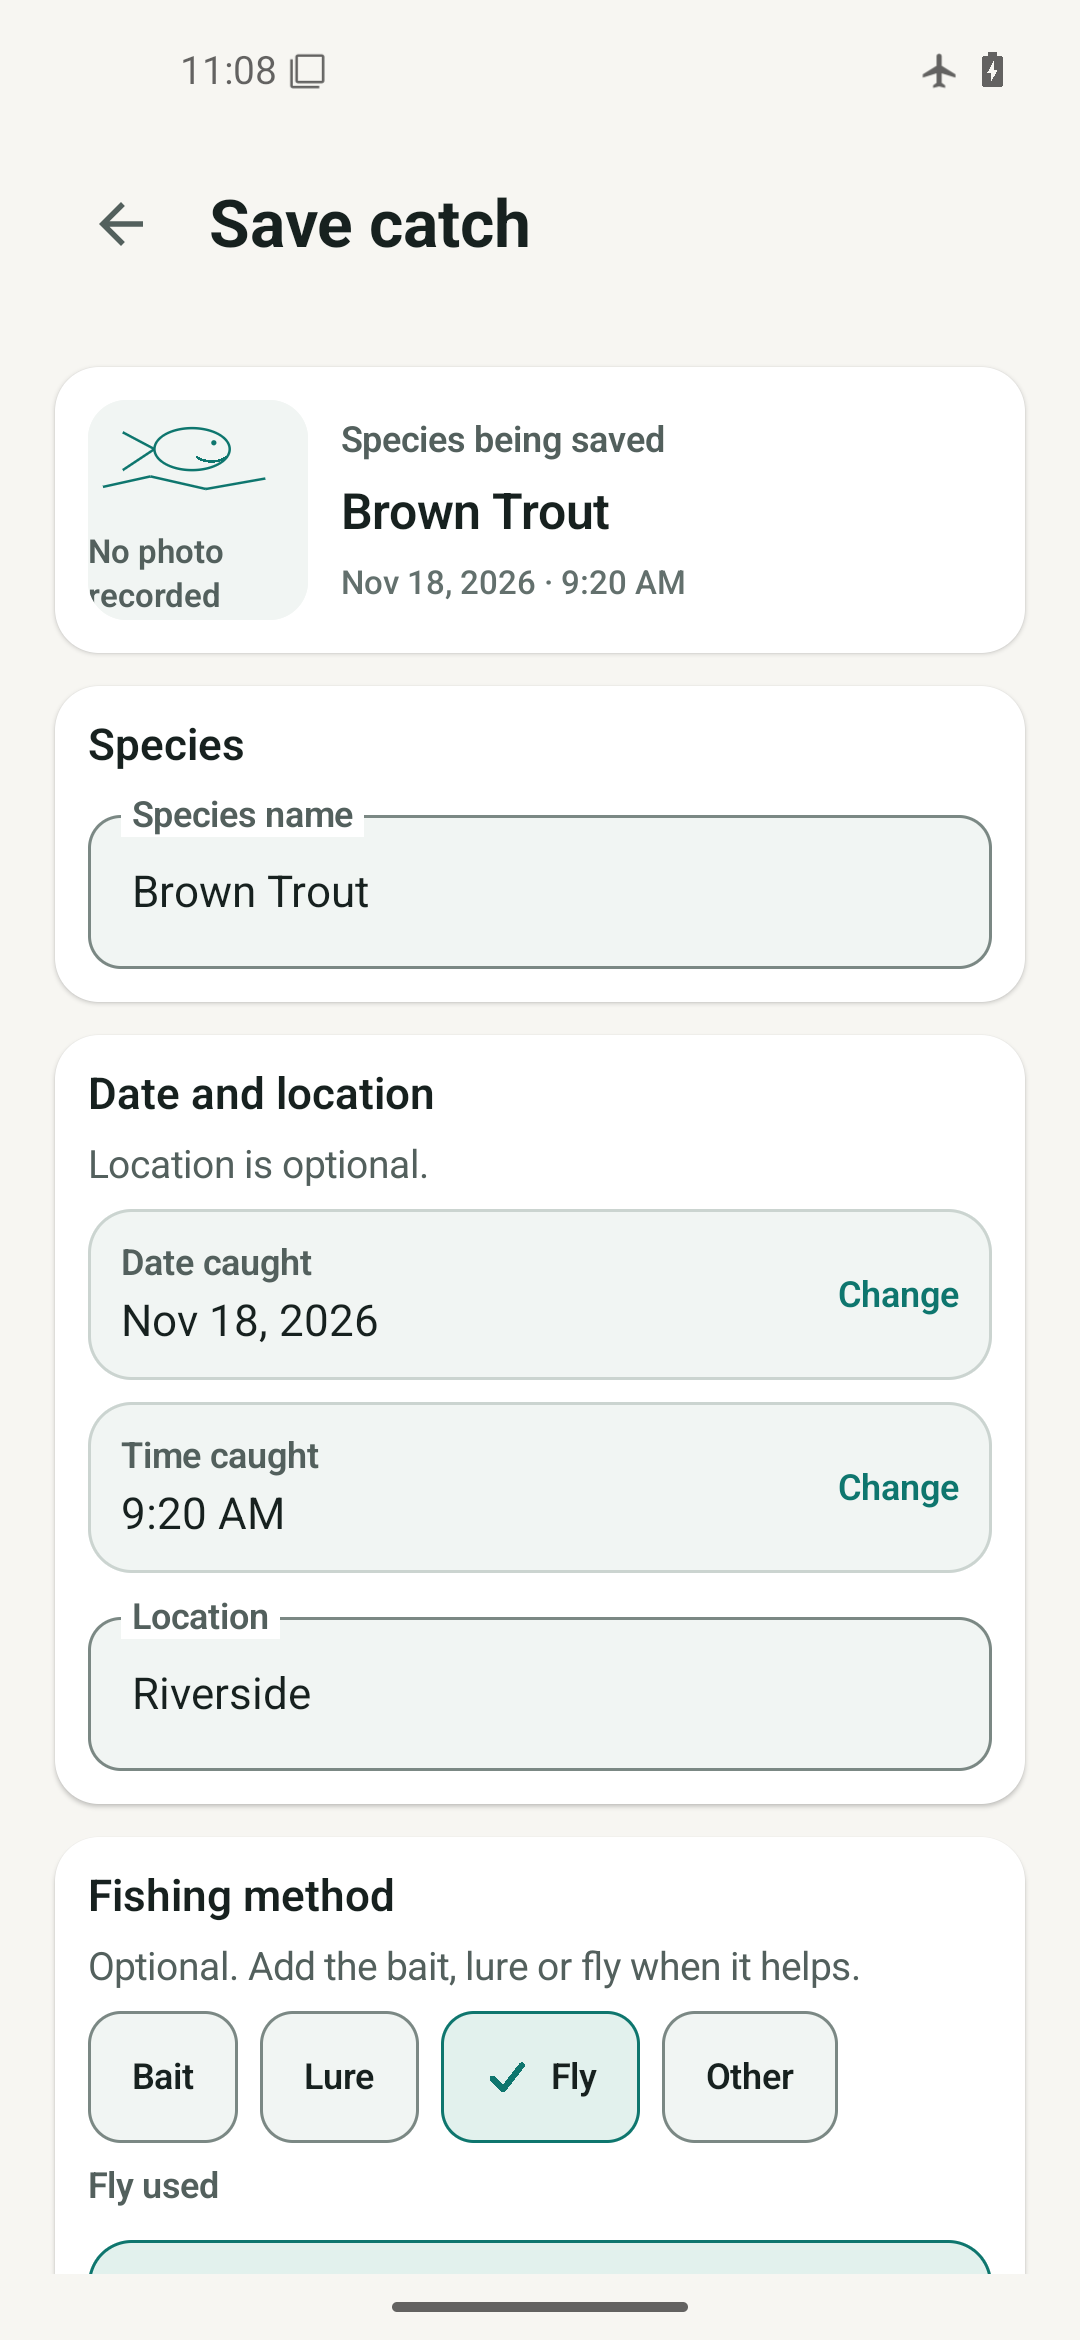 11:08
Save catch
No photo
recorded
Species being saved
Brown Trout
Nov 18, 2026 · 9:20 AM
Species
Species name
Brown Trout
Date and location
Location is optional.
Date caught
Nov 18, 2026
Change
Time caught
9:20 AM
Change
Location
Riverside
Fishing method
Optional. Add the bait, lure or fly when it helps.
Bait
Lure
Fly
Other
Fly used